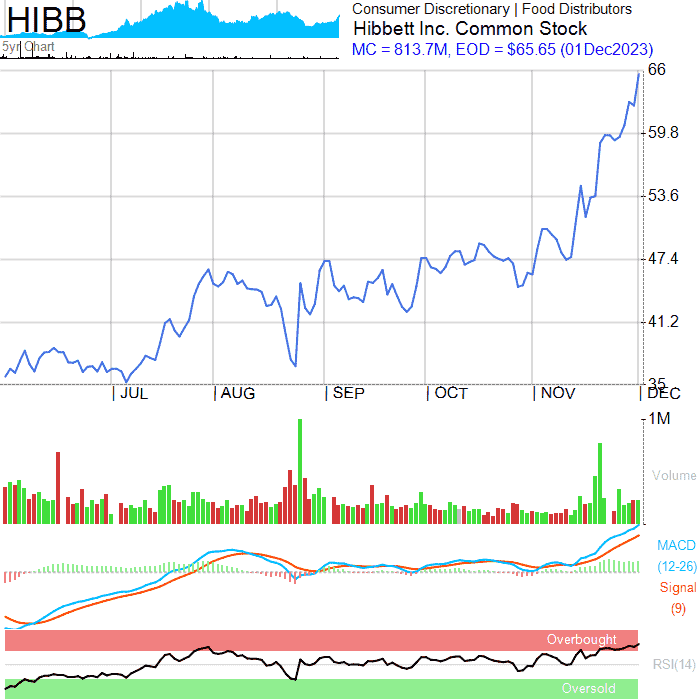 HIBB
Consumer Discretionary | Food Distributors
Hibbett Inc. Common Stock
MC = 813.7M, EOD = $65.65 (01Dec2023)
5yr Chart
66
59.8
53.6
47.4
41.2
35
JUL AUG SEP OCT NOV DEC
1M
Volume
MACD
(12-26)
Signal
(9)
Overbought
RSI(14)
Oversold